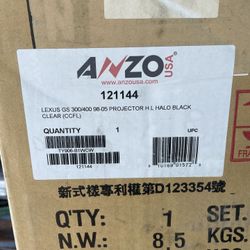 ANZO USA®
www.anzousa.com
121144
LEXUS GS 300/400 98-05 PROJECTOR H.L HALO BLACK
CLEAR (CCFL)
QUANTITY 1 UPC
TY906-B1WCW
121144
新式樣專利權第D123354號
Q'TY: 1 SET.
N.W.: 8.5 KGS.